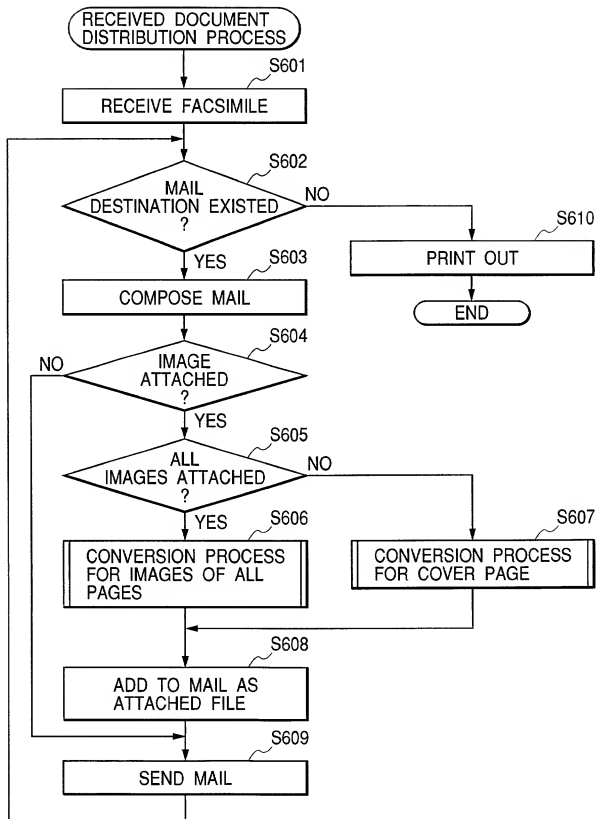 RECEIVED DOCUMENT
DISTRIBUTION PROCESS
S601
RECEIVE FACSIMILE
S602
MAIL
DESTINATION EXISTED
?
NO
YES
S610
PRINT OUT
END
S603
COMPOSE MAIL
S604
IMAGE
ATTACHED
?
NO
YES
S605
ALL
IMAGES ATTACHED
?
NO
YES
S606
CONVERSION PROCESS
FOR IMAGES OF ALL
PAGES
S607
CONVERSION PROCESS
FOR COVER PAGE
S608
ADD TO MAIL AS
ATTACHED FILE
S609
SEND MAIL